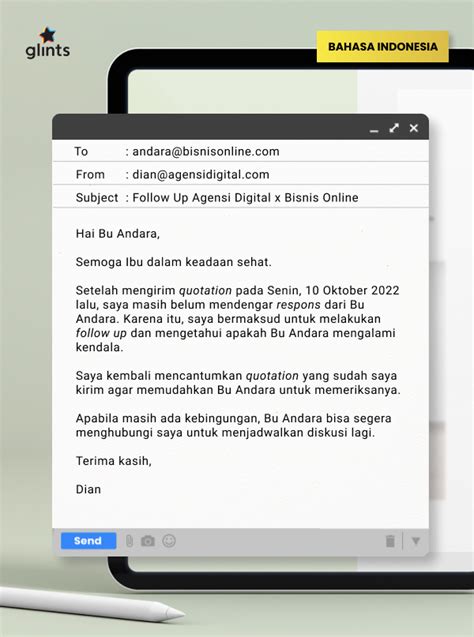 glints
BAHASA INDONESIA
To : andara@bisnisonline.com
From : dian@agensidigital.com
Subject : Follow Up Agensi Digital x Bisnis Online
Hai Bu Andara,
Semoga Ibu dalam keadaan sehat.
Setelah mengirim quotation pada Senin, 10 Oktober 2022
lalu, saya masih belum mendengar respons dari Bu
Andara. Karena itu, saya bermaksud untuk melakukan
follow up dan mengetahui apakah Bu Andara mengalami
kendala.
Saya kembali mencantumkan quotation yang sudah saya
kirim agar memudahkan Bu Andara untuk memeriksanya.
Apabila masih ada kebingungan, Bu Andara bisa segera
menghubungi saya untuk menjadwalkan diskusi lagi.
Terima kasih,
Dian
Send